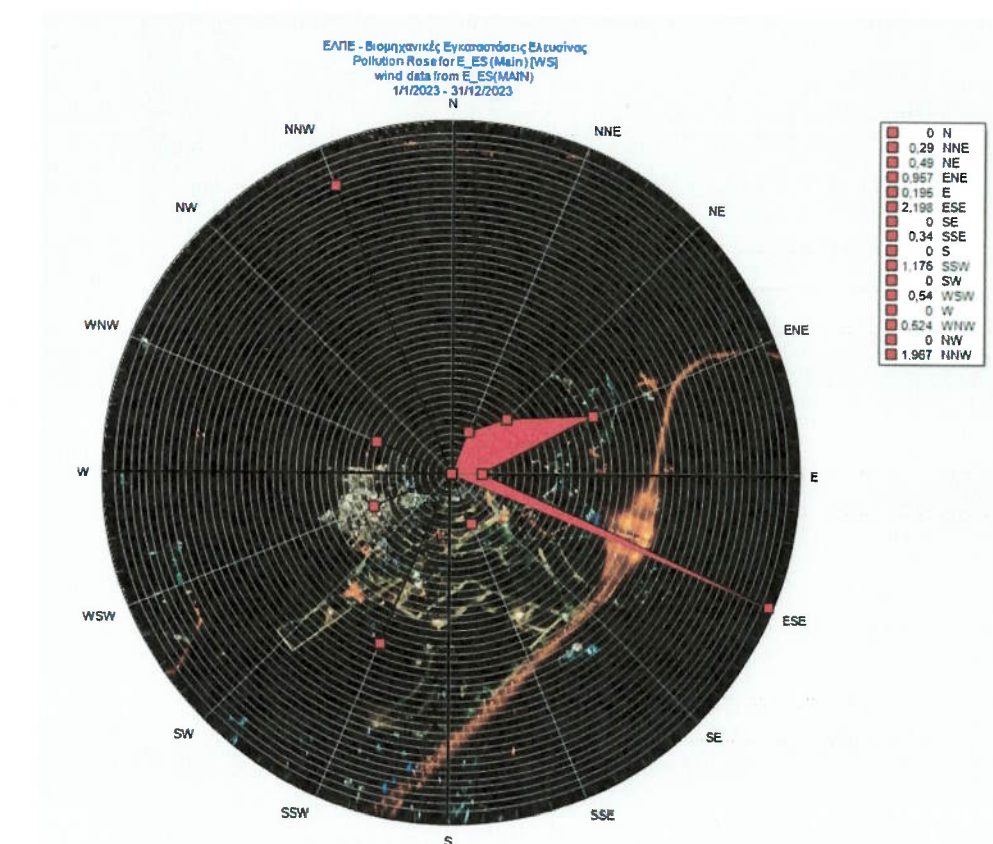 ΕΛΠΕ - Βιομηχανικές Εγκαταστάσεις Ελευσίνας
Pollution Rose for E_ES (Main) [WS]
wind data from E_ES(MAIN)
1/1/2023 - 31/12/2023
N
NNW
NNE
NW
NE
WNW
ENE
W
E
WSW
ESE
SW
SE
SSW
SSE
S
0 N
0,29 NNE
0,49 NE
0,957 ENE
0,195 E
2,198 ESE
0 SE
0,34 SSE
0 S
1,176 SSW
0 SW
0,54 WSW
0 W
0,524 WNW
0 NW
1,967 NNW